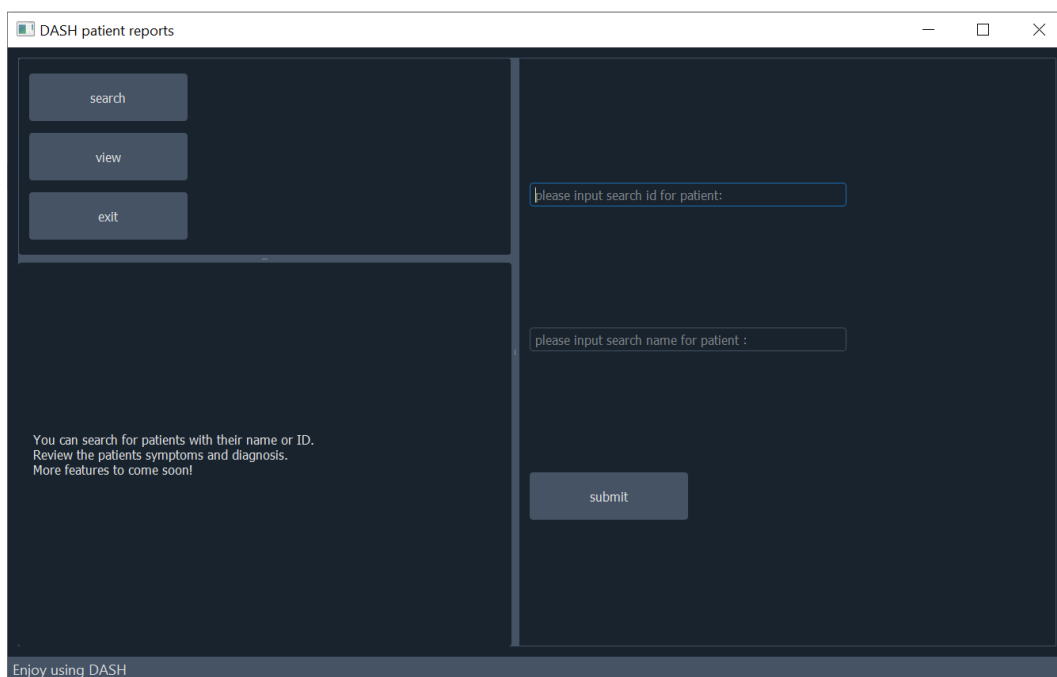 DASH patient reports
search
view
exit
You can search for patients with their name or ID.
Review the patients symptoms and diagnosis.
More features to come soon!
please input search id for patient:
please input search name for patient :
submit
Enjoy using DASH